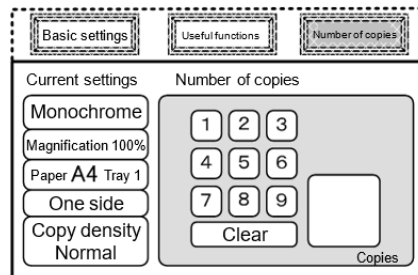 Basic settings Useful functions Number of copies
Current settings Number of copies
Monochrome
Magnification 100%
Paper A4 Tray 1
One side
Copy density
Normal
1 2 3
4 5 6
7 8 9
Clear
Copies